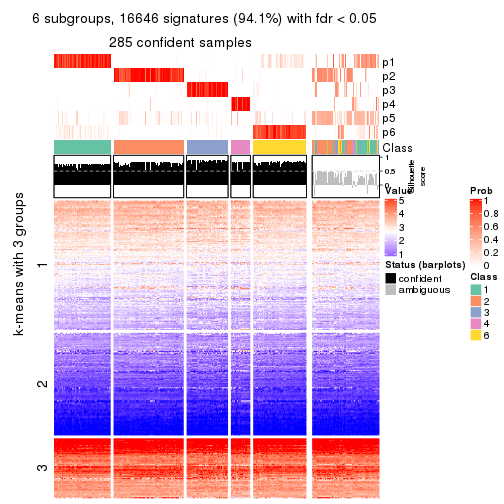 6 subgroups, 16646 signatures (94.1%) with fdr < 0.05
285 confident samples
p1
p2
p3
p4
p5
p6
Class
1
0.5
0
Silhouette
score
k-means with 3 groups
1
2
3
Value
5
4
3
2
1
Status (barplots)
confident
ambiguous
Prob
1
0.8
0.6
0.4
0.2
0
Class
1
2
3
4
6